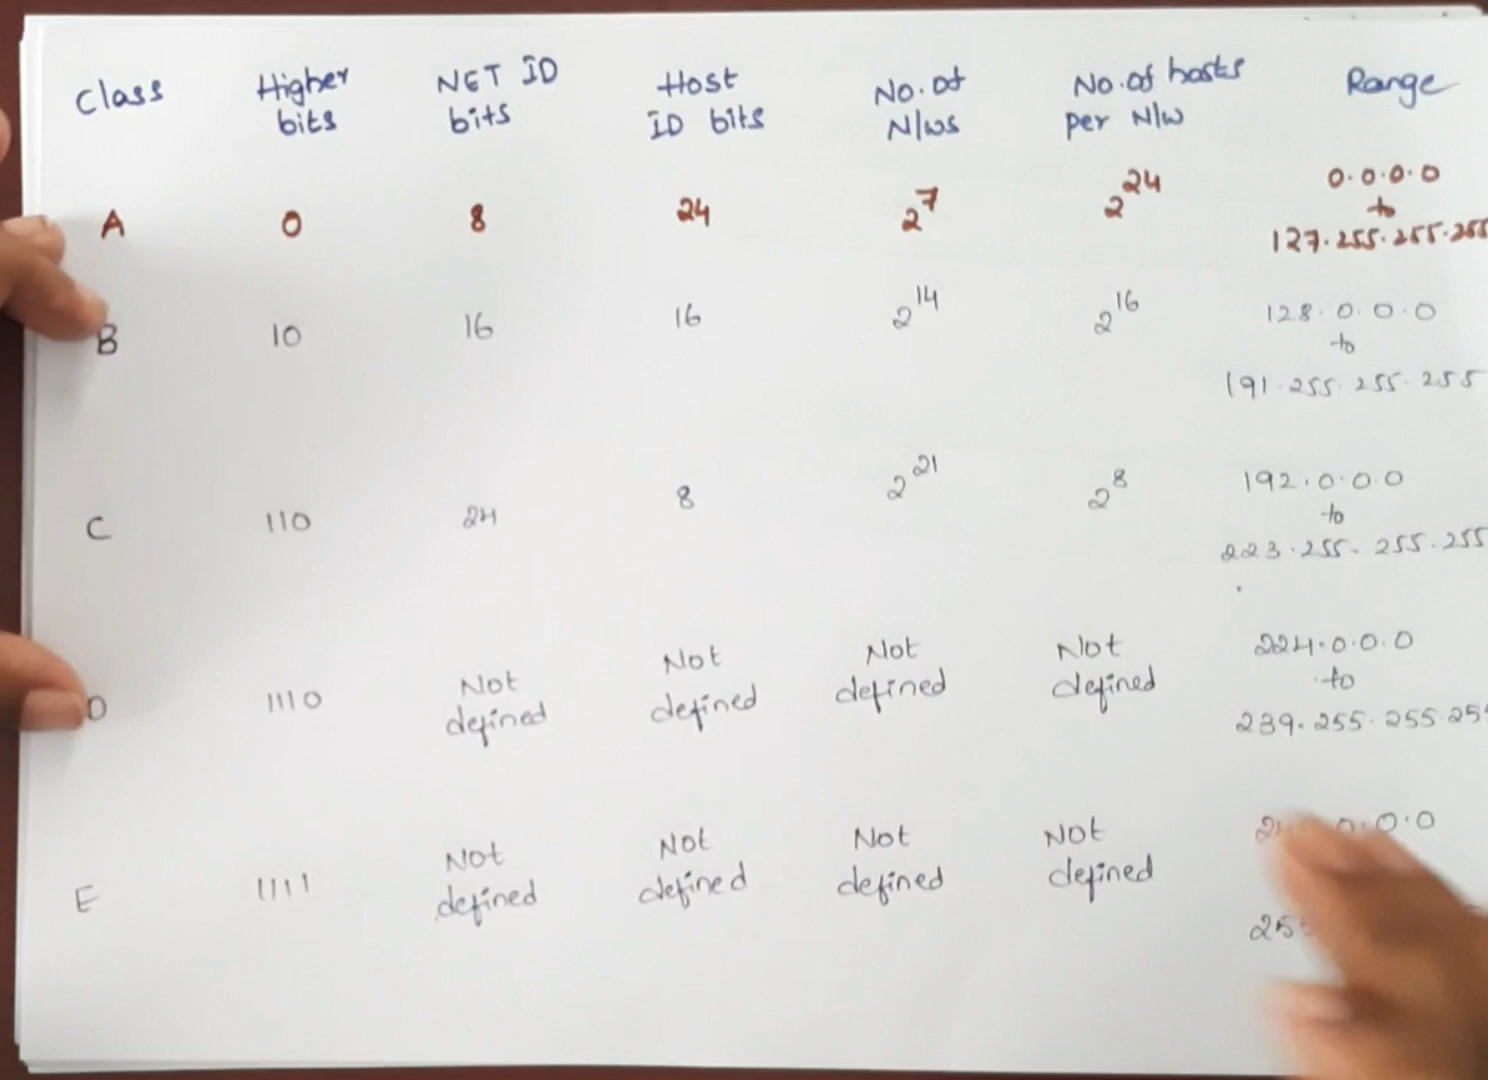 Class Higher bits NET ID bits Host ID bits No. of N/ws No. of hosts per N/w Range
A 0 8 24 2^7 2^24 0.0.0.0 to 127.255.255.255
B 10 16 16 2^14 2^16 128.0.0.0 to 191.255.255.255
C 110 24 8 2^21 2^8 192.0.0.0 to 223.255.255.255
D 1110 Not defined Not defined Not defined Not defined 224.0.0.0 to 239.255.255.255
E 1111 Not defined Not defined Not defined Not defined